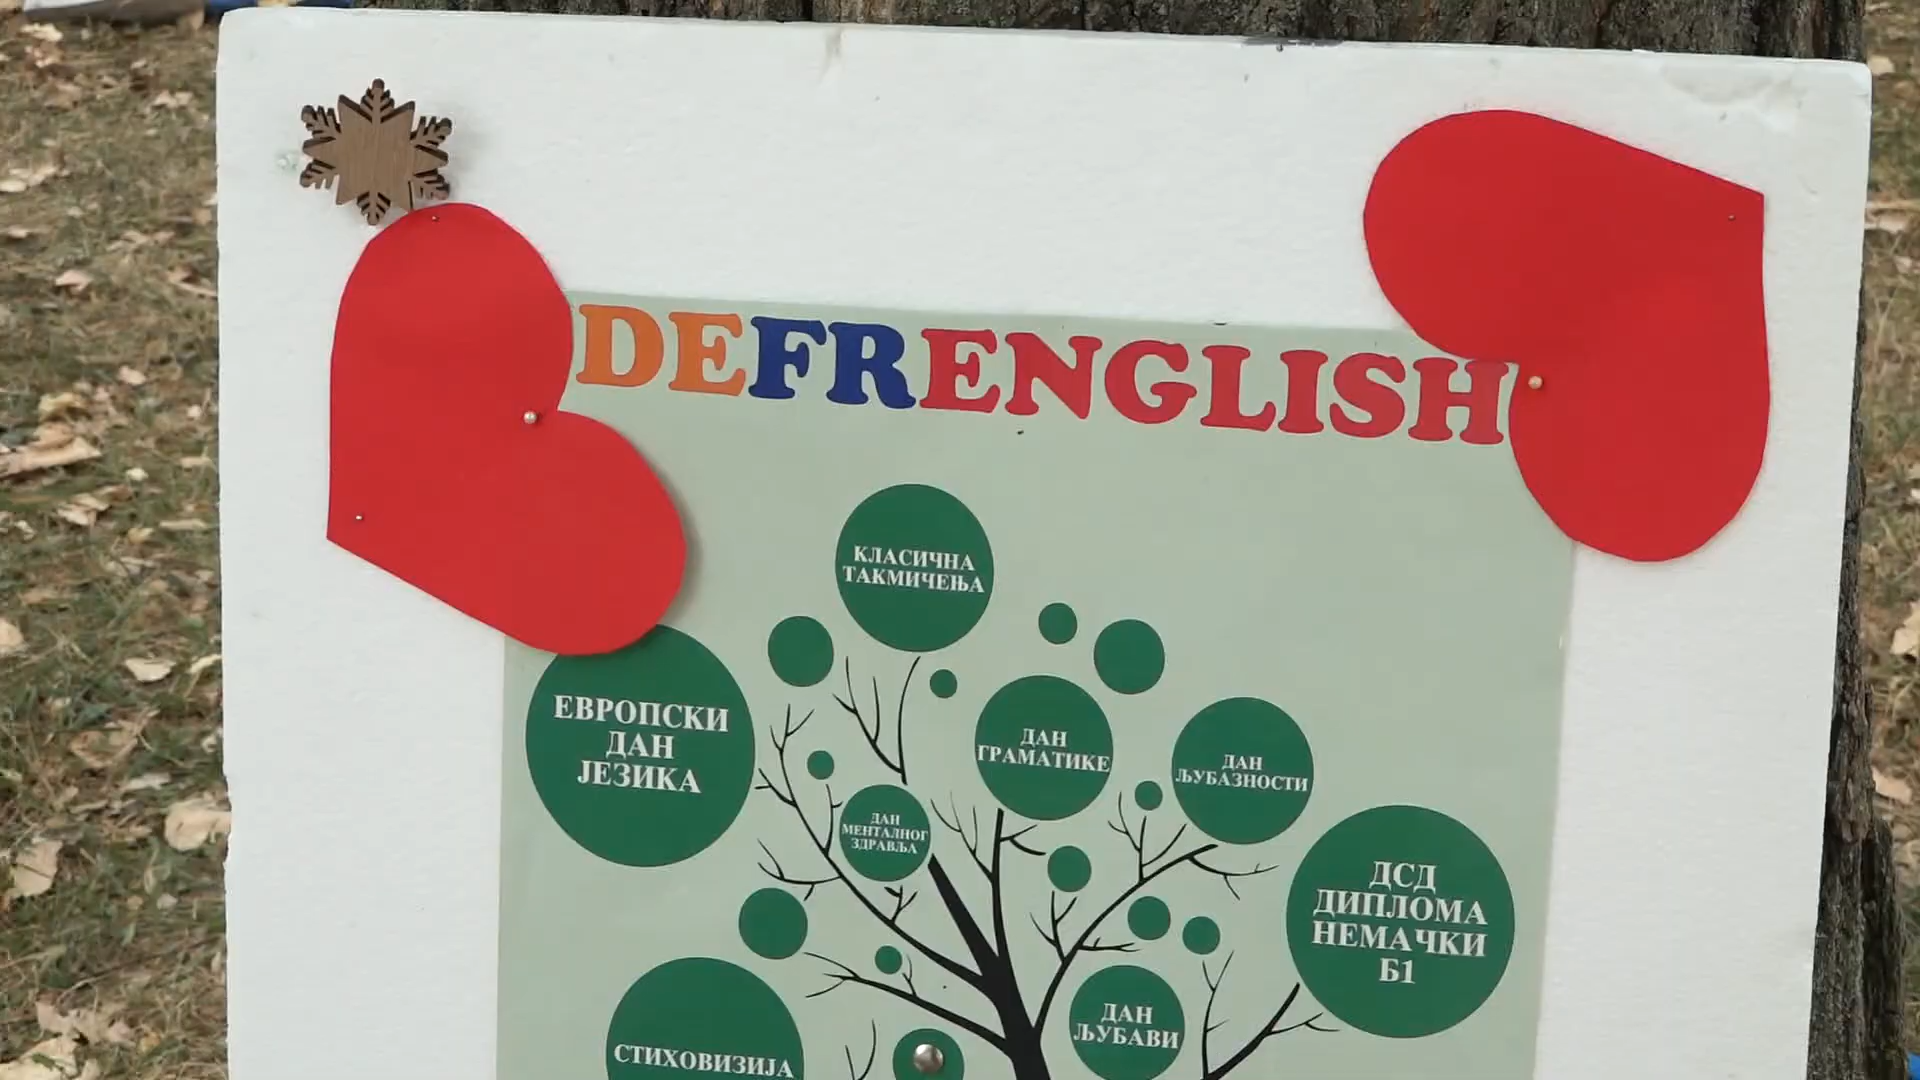 DEFRENGLISH
КЛАСИЧНА
ТАКМИЧЕЊА
ЕВРОПСКИ
ДАН
ЈЕЗИКА
ДАН
ГРАМАТИКЕ
ДАН
ЉУБАЗНОСТИ
ДАН
МЕНТАЛНОГ
ЗДРАВЉА
ДСД
ДИПЛОМА
НЕМАЧКИ
Б1
ДАН
ЉУБАВИ
СТИХОВИЗИЈА